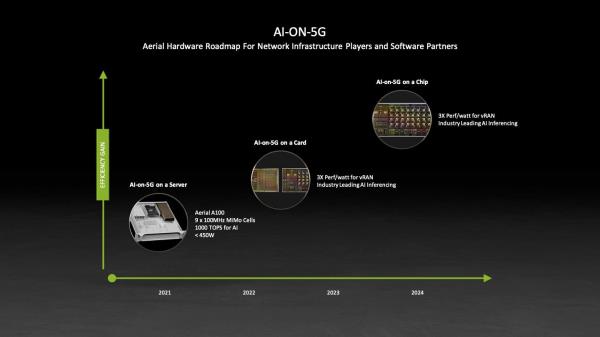 AI-ON-5G
Aerial Hardware Roadmap For Network Infrastructure Players and Software Partners
AI-on-5G on a Chip
3X Perf/watt for vRAN
Industry Leading AI Inferencing
AI-on-5G on a Card
3X Perf/watt for vRAN
Industry Leading AI Inferencing
EFFICIENCY GAIN
AI-on-5G on a Server
Aerial A100
9 x 100MHz MIMo Cells
1000 TOPS for AI
< 450W
2021
2022
2023
2024